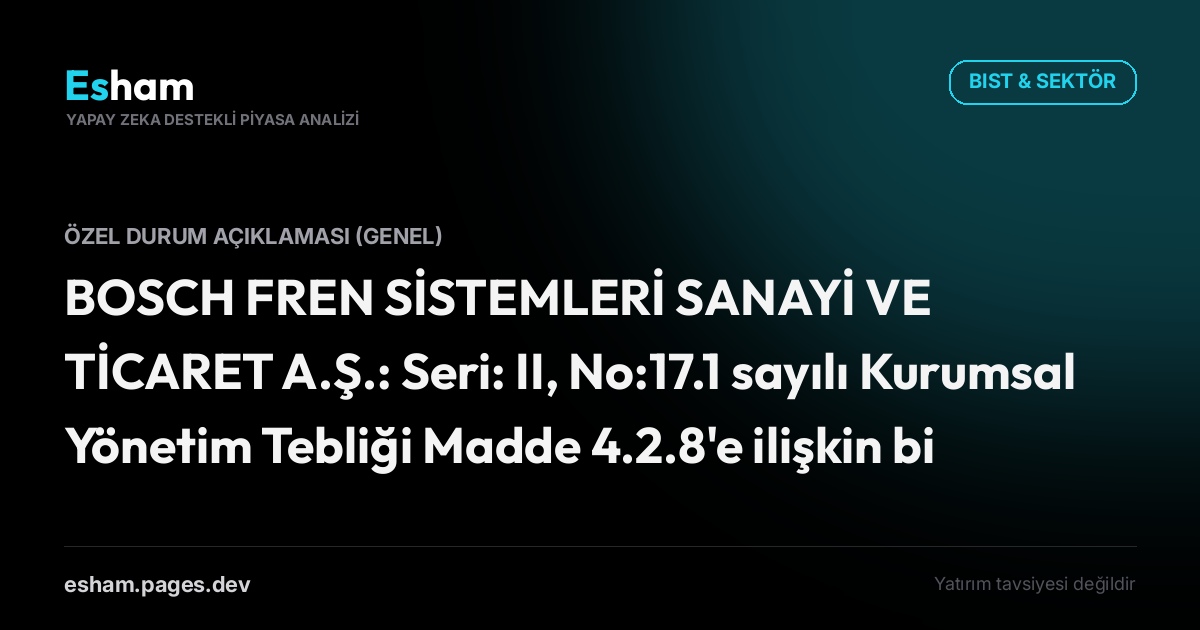 Esham
BIST & SEKTÖR
YAPAY ZEKA DESTEKLİ PİYASA ANALİZİ
ÖZEL DURUM AÇIKLAMASI (GENEL)
BOSCH FREN SİSTEMLERİ SANAYİ VE
TİCARET A.Ş.: Seri: II, No:17.1 sayılı Kurumsal
Yönetim Tebliği Madde 4.2.8'e ilişkin bi
esham.pages.dev
Yatırım tavsiyesi değildir